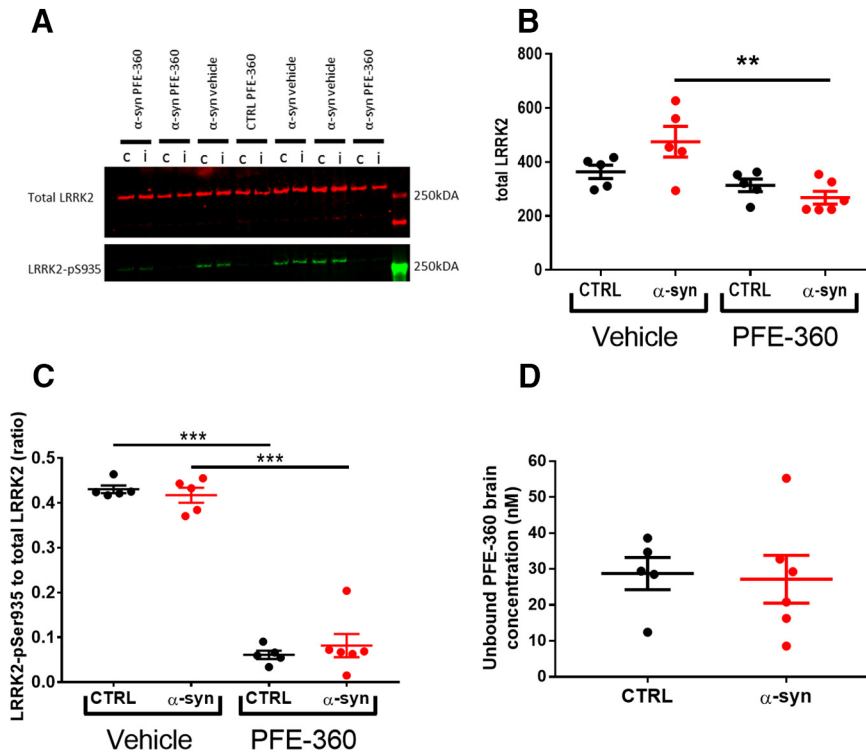 A
α-syn PFE-360
α-syn PFE-360
α-syn vehicle
CTRL PFE-360
α-syn vehicle
α-syn vehicle
α-syn PFE-360
c i c i c i c i c i c i c i
Total LRRK2
250kDA
LRRK2-pS935
250kDA
B
total LRRK2
800
600
400
200
0
**
CTRL α-syn CTRL α-syn
Vehicle PFE-360
C
LRRK2-pSer935 to total LRRK2 (ratio)
0.5
0.4
0.3
0.2
0.1
0.0
***
***
CTRL α-syn CTRL α-syn
Vehicle PFE-360
D
Unbound PFE-360 brain
concentration (nM)
60
50
40
30
20
10
0
CTRL α-syn